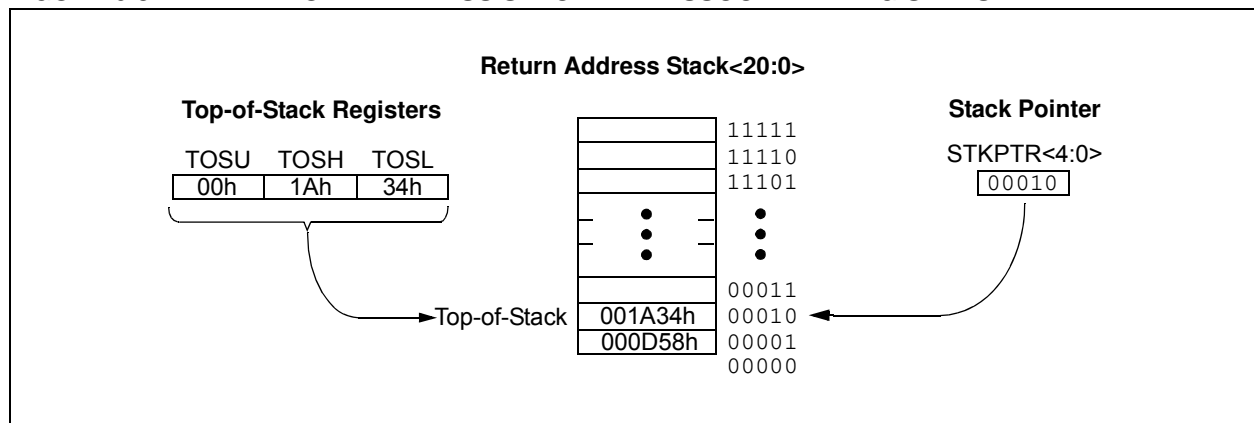 Return Address Stack<20:0>
Top-of-Stack Registers
Stack Pointer
TOSU TOSH TOSL
STKPTR<4:0>
00h 1Ah 34h
00010
11111
11110
11101
00011
Top-of-Stack 001A34h 00010
000D58h 00001
00000